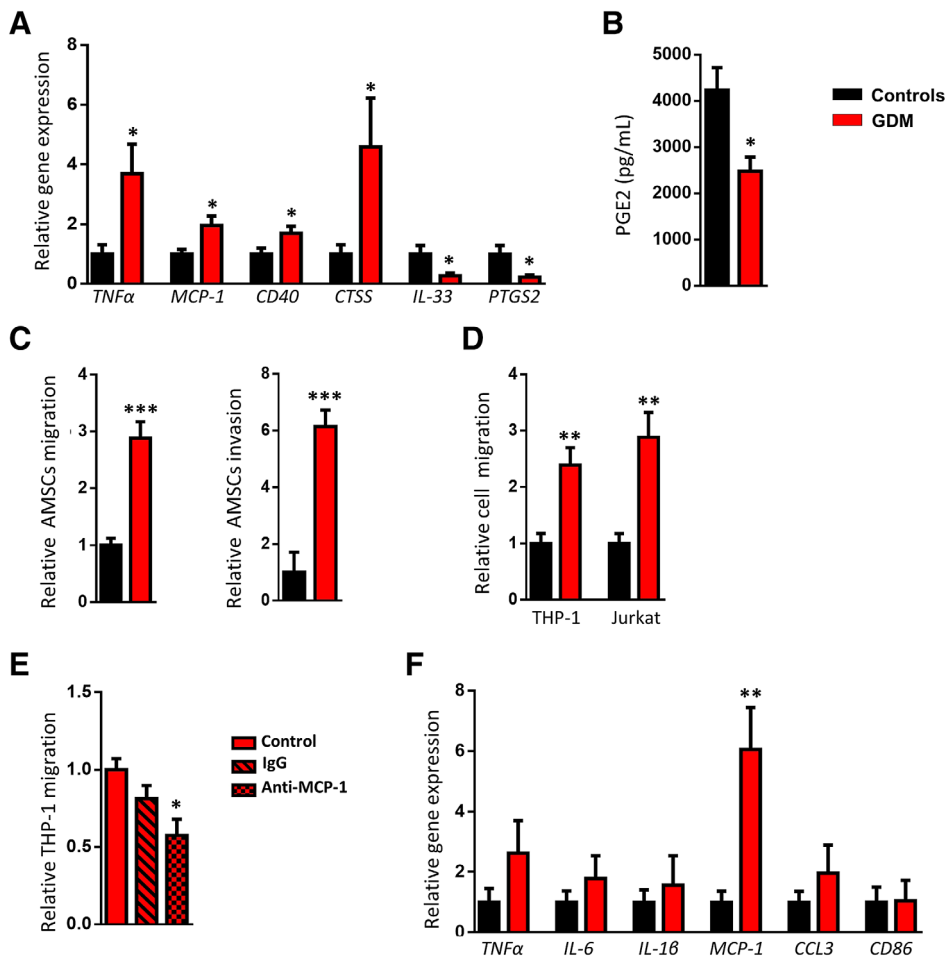 A
Relative gene expression
8
6
4
2
0
* * * * * *
TNFα MCP-1 CD40 CTSS IL-33 PTGS2
B
PGE2 (pg/mL)
5000
4000
3000
2000
1000
0
*
Controls
GDM
C
Relative AMSCs migration
4
3
2
1
0
***
Relative AMSCs invasion
8
6
4
2
0
***
D
Relative cell migration
4
3
2
1
0
** **
THP-1 Jurkat
E
Relative THP-1 migration
1.5
1.0
0.5
0.0
*
Control
IgG
Anti-MCP-1
F
Relative gene expression
8
6
4
2
0
**
TNFα IL-6 IL-1β MCP-1 CCL3 CD86